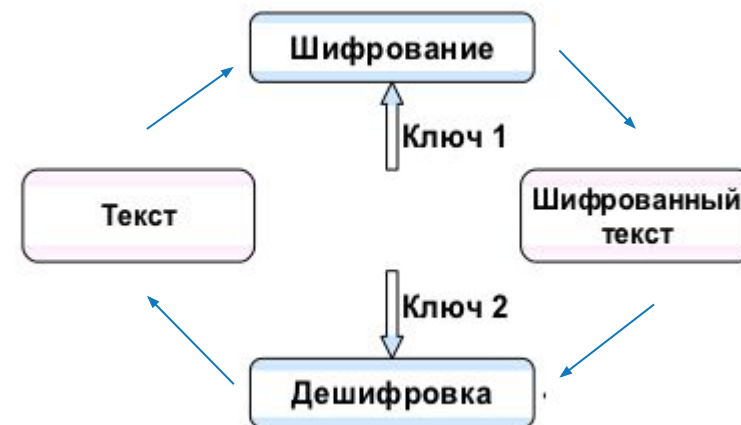 Шифрование
Ключ 1
Текст
Шифрованный
текст
Ключ 2
Дешифровка